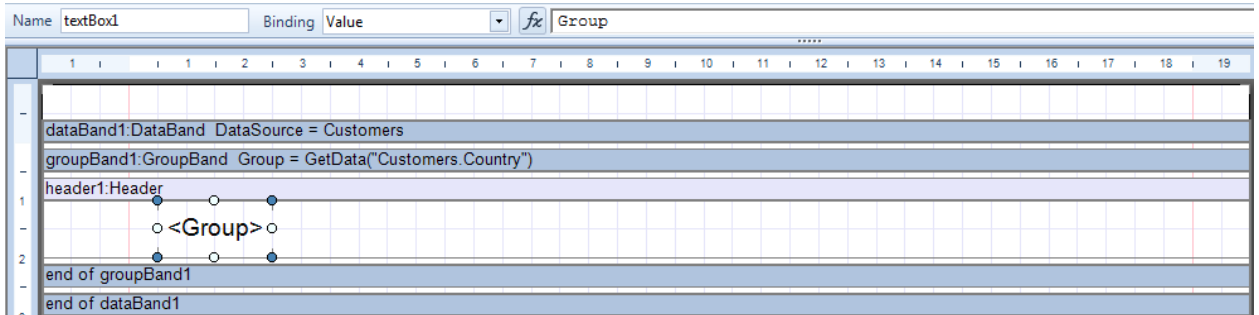 Name textBox1 Binding Value fx Group
1 1 2 3 4 5 6 7 8 9 10 11 12 13 14 15 16 17 18 19
dataBand1:DataBand DataSource = Customers
groupBand1:GroupBand Group = GetData("Customers.Country")
header1:Header
1
<Group>
2
end of groupBand1
end of dataBand1